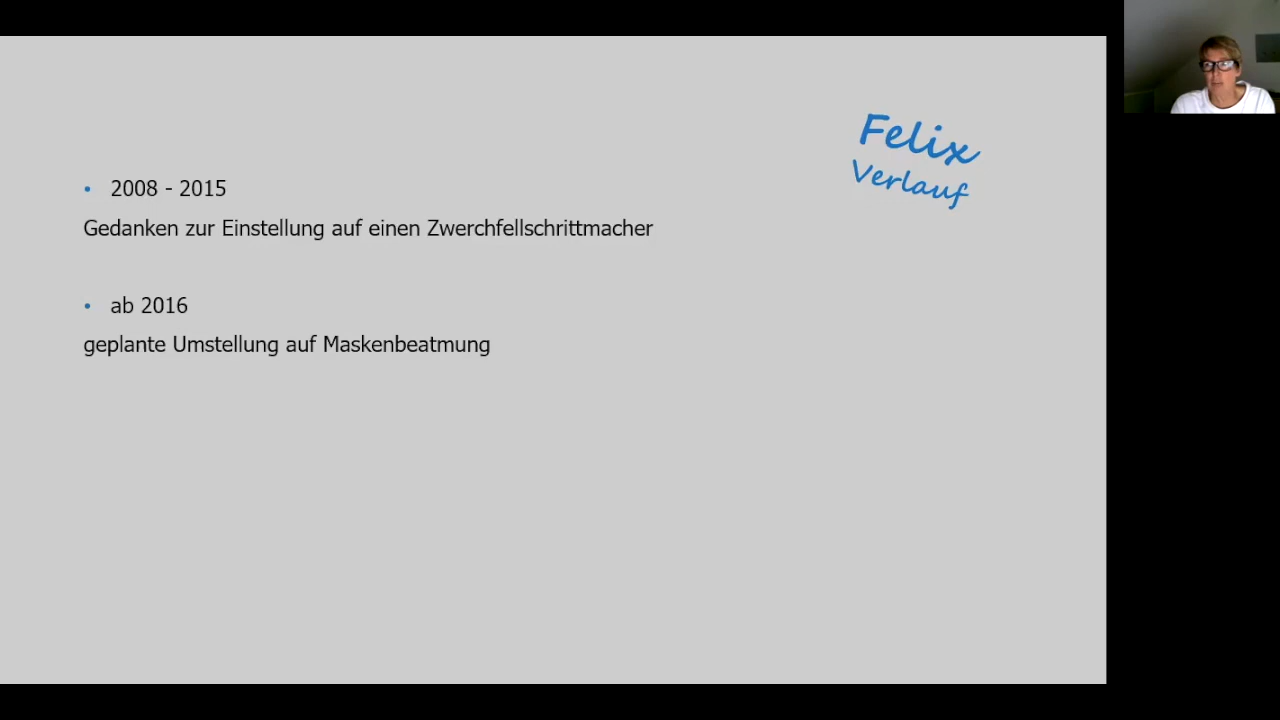 Felix
Verlauf
• 2008 - 2015
Gedanken zur Einstellung auf einen Zwerchfellschrittmacher
• ab 2016
geplante Umstellung auf Maskenbeatmung